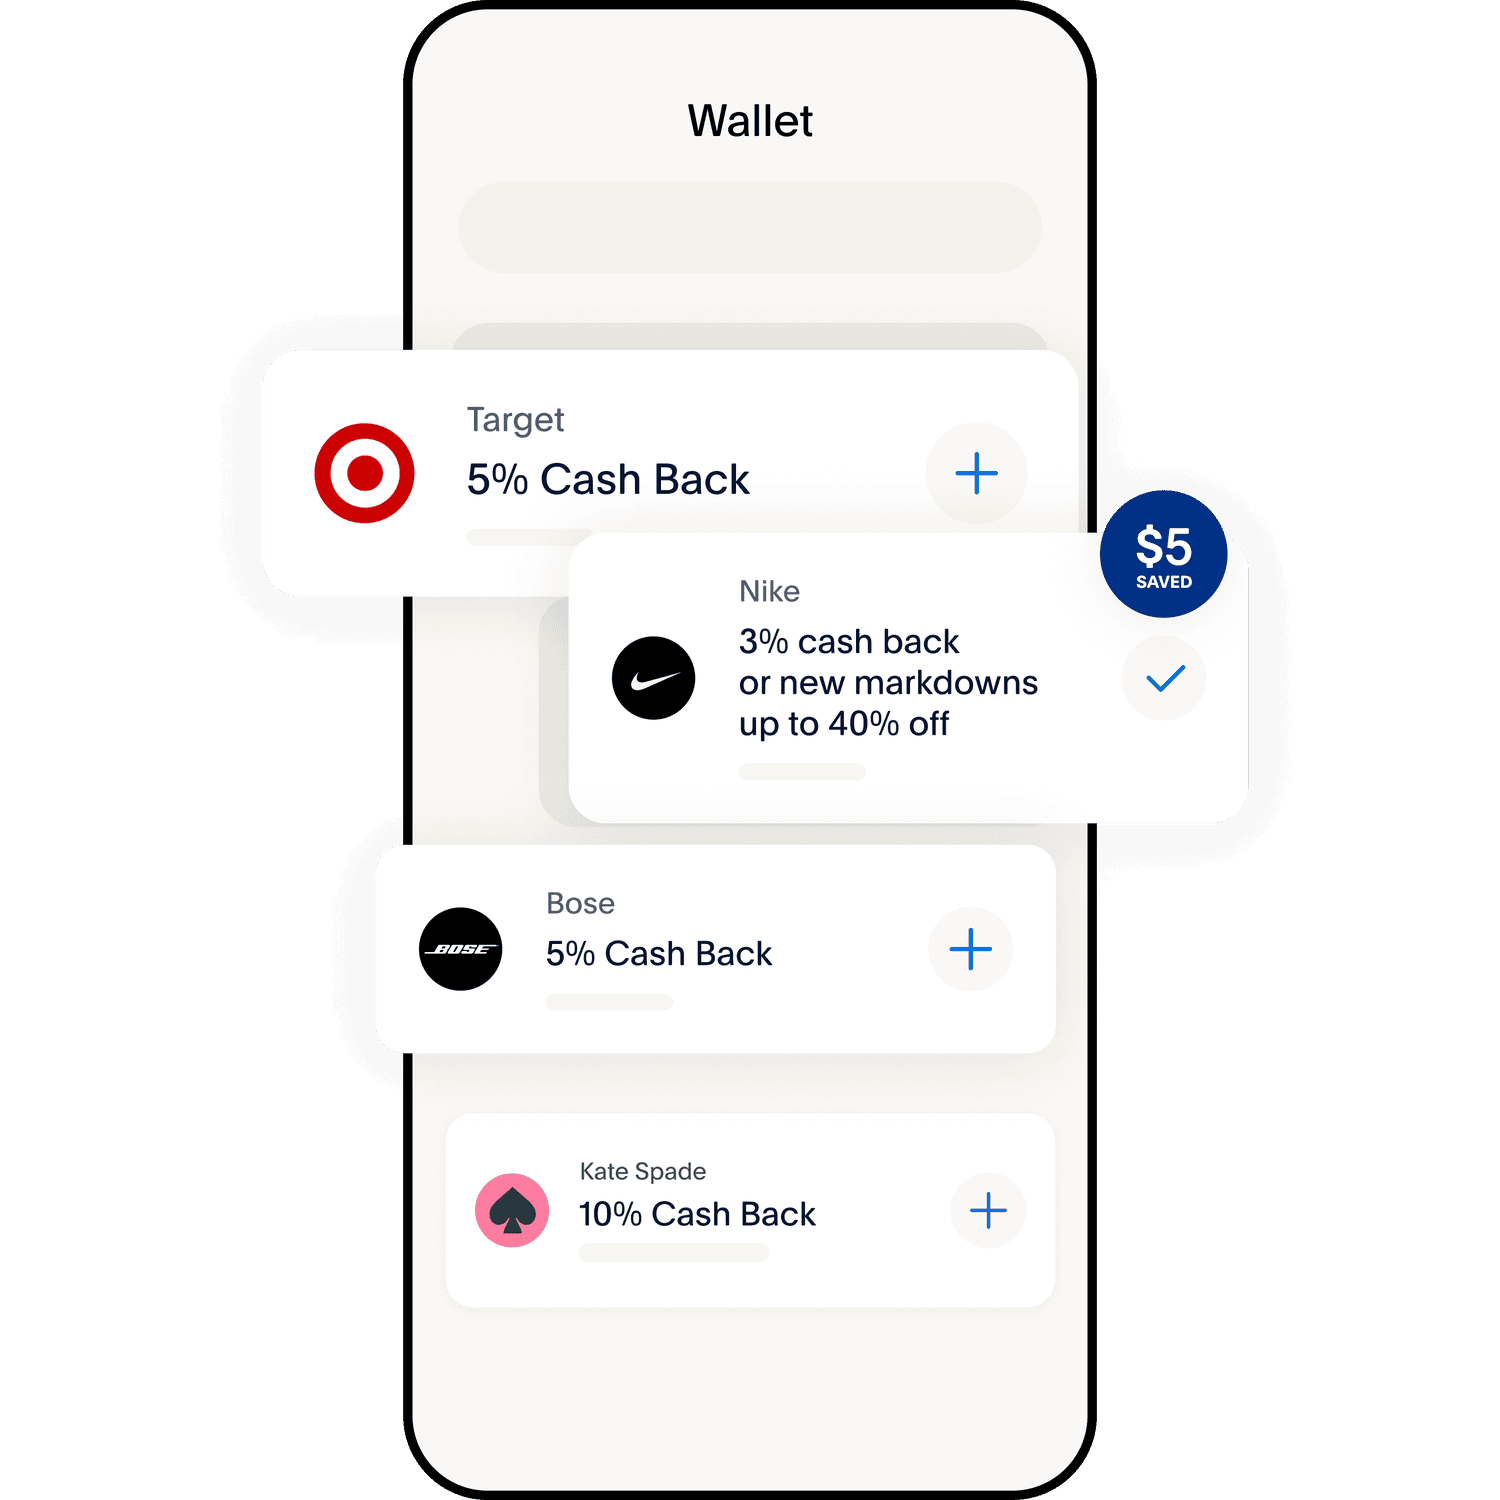 Wallet
Target
5% Cash Back
$5
SAVED
Nike
3% cash back
or new markdowns
up to 40% off
Bose
BOSE
5% Cash Back
Kate Spade
10% Cash Back